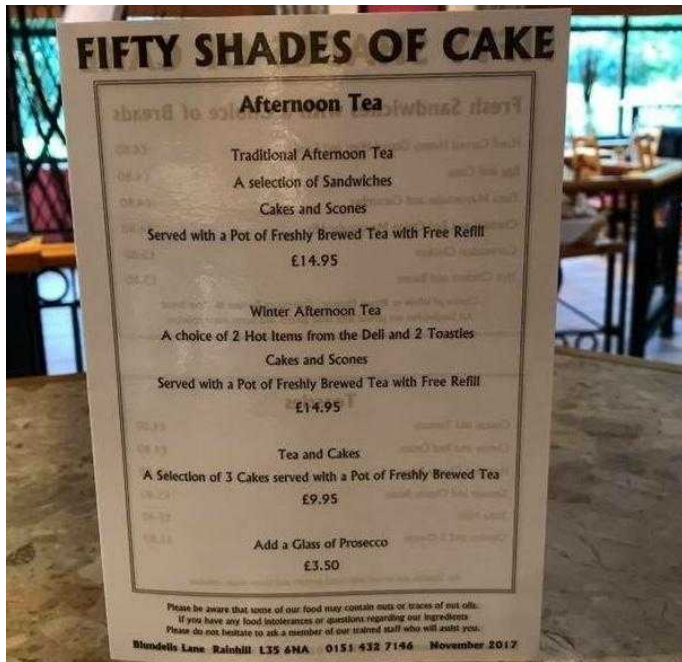 FIFTY SHADES OF CAKE
Afternoon Tea
Traditional Afternoon Tea
A selection of Sandwiches
Cakes and Scones
Served with a Pot of Freshly Brewed Tea with Free Refill
£14.95
Winter Afternoon Tea
A choice of 2 Hot Items from the Deli and 2 Toasties
Cakes and Scones
Served with a Pot of Freshly Brewed Tea with Free Refill
£14.95
Tea and Cakes
A Selection of 3 Cakes served with a Pot of Freshly Brewed Tea
£9.95
Add a Glass of Prosecco
£3.50
Please be aware that some of our food may contain nuts or traces of nut oils.
If you have any food intolerances or questions regarding our ingredients
Please do not hesitate to ask a member of our trained staff who will assist you.
Blundells Lane Rainhill L35 6NA 0151 432 7146 November 2017